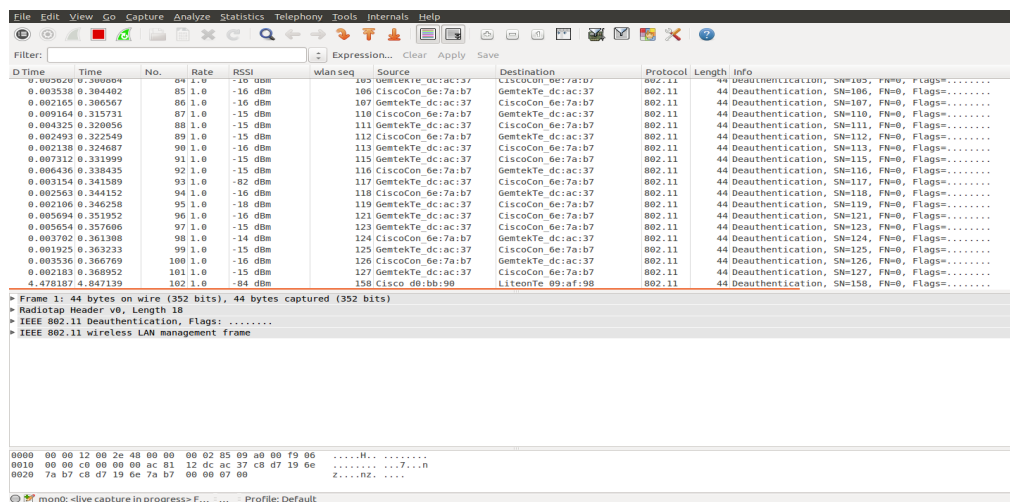 File Edit View Go Capture Analyze Statistics Telephony Tools Internals Help
Filter: Expression... Clear Apply Save
D Time Time No. Rate RSSI wlan seq Source Destination Protocol Length Info
0.005620 0.300864 84 1.0 -16 dBm 105 GemtekTe_dc:ac:37 CiscoCon_6e:7a:b7 802.11 44 Deauthentication, SN=105, FN=0, Flags=........
0.003538 0.304402 85 1.0 -16 dBm 106 CiscoCon_6e:7a:b7 GemtekTe_dc:ac:37 802.11 44 Deauthentication, SN=106, FN=0, Flags=........
0.002165 0.306567 86 1.0 -16 dBm 107 GemtekTe_dc:ac:37 CiscoCon_6e:7a:b7 802.11 44 Deauthentication, SN=107, FN=0, Flags=........
0.009164 0.315731 87 1.0 -15 dBm 110 CiscoCon_6e:7a:b7 GemtekTe_dc:ac:37 802.11 44 Deauthentication, SN=110, FN=0, Flags=........
0.004325 0.320056 88 1.0 -15 dBm 111 GemtekTe_dc:ac:37 CiscoCon_6e:7a:b7 802.11 44 Deauthentication, SN=111, FN=0, Flags=........
0.002493 0.322549 89 1.0 -15 dBm 112 CiscoCon_6e:7a:b7 GemtekTe_dc:ac:37 802.11 44 Deauthentication, SN=112, FN=0, Flags=........
0.002138 0.324687 90 1.0 -16 dBm 113 GemtekTe_dc:ac:37 CiscoCon_6e:7a:b7 802.11 44 Deauthentication, SN=113, FN=0, Flags=........
0.007312 0.331999 91 1.0 -15 dBm 115 GemtekTe_dc:ac:37 CiscoCon_6e:7a:b7 802.11 44 Deauthentication, SN=115, FN=0, Flags=........
0.006436 0.338435 92 1.0 -15 dBm 116 CiscoCon_6e:7a:b7 GemtekTe_dc:ac:37 802.11 44 Deauthentication, SN=116, FN=0, Flags=........
0.003154 0.341589 93 1.0 -82 dBm 117 GemtekTe_dc:ac:37 CiscoCon_6e:7a:b7 802.11 44 Deauthentication, SN=117, FN=0, Flags=........
0.002563 0.344152 94 1.0 -16 dBm 118 CiscoCon_6e:7a:b7 GemtekTe_dc:ac:37 802.11 44 Deauthentication, SN=118, FN=0, Flags=........
0.002106 0.346258 95 1.0 -18 dBm 119 GemtekTe_dc:ac:37 CiscoCon_6e:7a:b7 802.11 44 Deauthentication, SN=119, FN=0, Flags=........
0.005694 0.351952 96 1.0 -16 dBm 121 GemtekTe_dc:ac:37 CiscoCon_6e:7a:b7 802.11 44 Deauthentication, SN=121, FN=0, Flags=........
0.005654 0.357606 97 1.0 -15 dBm 123 GemtekTe_dc:ac:37 CiscoCon_6e:7a:b7 802.11 44 Deauthentication, SN=123, FN=0, Flags=........
0.003702 0.361308 98 1.0 -14 dBm 124 CiscoCon_6e:7a:b7 GemtekTe_dc:ac:37 802.11 44 Deauthentication, SN=124, FN=0, Flags=........
0.001925 0.363233 99 1.0 -15 dBm 125 GemtekTe_dc:ac:37 CiscoCon_6e:7a:b7 802.11 44 Deauthentication, SN=125, FN=0, Flags=........
0.003536 0.366769 100 1.0 -16 dBm 126 CiscoCon_6e:7a:b7 GemtekTe_dc:ac:37 802.11 44 Deauthentication, SN=126, FN=0, Flags=........
0.002183 0.368952 101 1.0 -15 dBm 127 GemtekTe_dc:ac:37 CiscoCon_6e:7a:b7 802.11 44 Deauthentication, SN=127, FN=0, Flags=........
4.478187 4.847139 102 1.0 -84 dBm 158 Cisco_d0:bb:90 LiteonTe_09:af:98 802.11 44 Deauthentication, SN=158, FN=0, Flags=........
Frame 1: 44 bytes on wire (352 bits), 44 bytes captured (352 bits)
Radiotap Header v0, Length 18
IEEE 802.11 Deauthentication, Flags: ........
IEEE 802.11 wireless LAN management frame
0000 00 00 12 00 2e 48 00 00 00 02 85 09 a0 00 f9 06 .....H.. ........
0010 00 00 c0 00 00 00 ac 81 12 dc ac 37 c8 d7 19 6e ........ ...7...n
0020 7a b7 c8 d7 19 6e 7a b7 00 00 07 00 z....nz. ....
mon0: <live capture in progress> F... ... Profile: Default